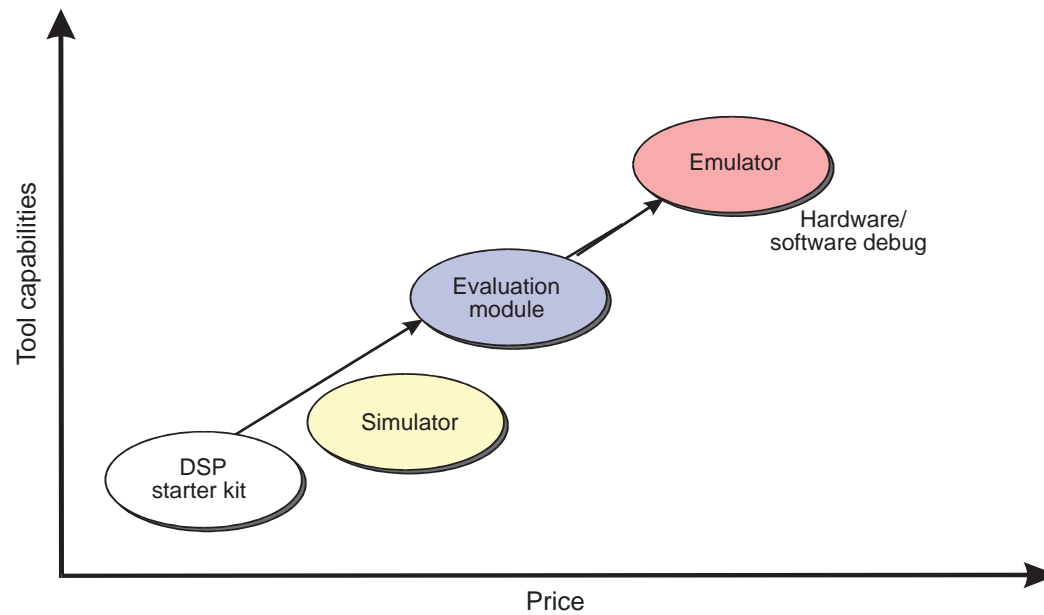 Emulator
Hardware/
software debug
Evaluation
module
Simulator
DSP
starter kit
Tool capabilities
Price